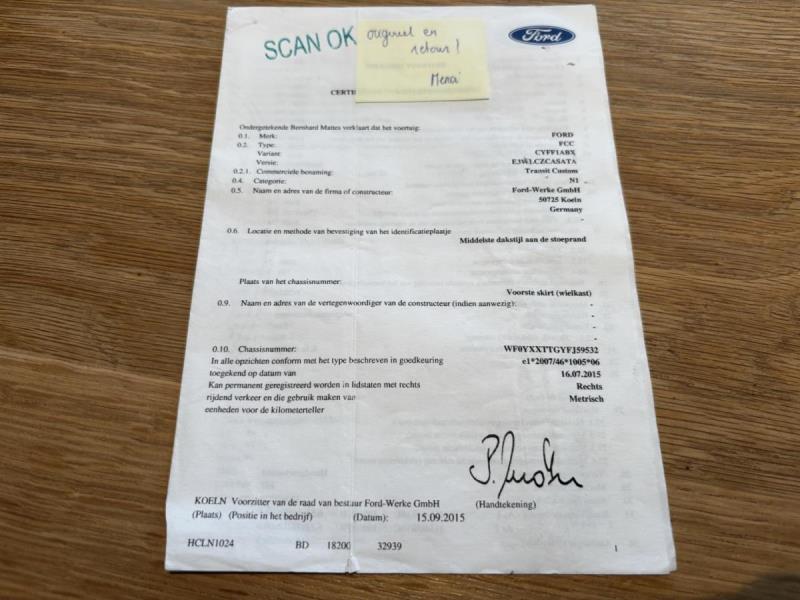 SCAN OK
original en
retour !
Merci
Ford
CERTI
Ondergetekende Bernhard Mattes verklaart dat het voertuig:
0.1. Merk: FORD
0.2. Type: FCC
Variant: CYFF1ABX
Versie: E3WLCZCASATA
0.2.1. Commerciele benaming: Transit Custom
0.4. Categorie: N1
0.5. Naam en adres van de firma of constructeur: Ford-Werke GmbH
50725 Koeln
Germany
-
0.6. Locatie en methode van bevestiging van het identificatieplaatje
Middelste dakstijl aan de stoeprand
Plaats van het chassisnummer:
Voorste skirt (wielkast)
0.9. Naam en adres van de vertegenwoordiger van de constructeur (indien aanwezig): -
-
-
-
0.10. Chassisnummer: WF0YXXTTGYFJ59532
In alle opzichten conform met het type beschreven in goedkeuring e1*2007/46*1005*06
toegekend op datum van 16.07.2015
Kan permanent geregistreerd worden in lidstaten met rechts Rechts
rijdend verkeer en die gebruik maken van Metrisch
eenheden voor de kilometerteller
KOELN Voorzitter van de raad van bestuur Ford-Werke GmbH (Handtekening)
(Plaats) (Positie in het bedrijf) (Datum): 15.09.2015
HCLN1024 BD 18200 32939 1